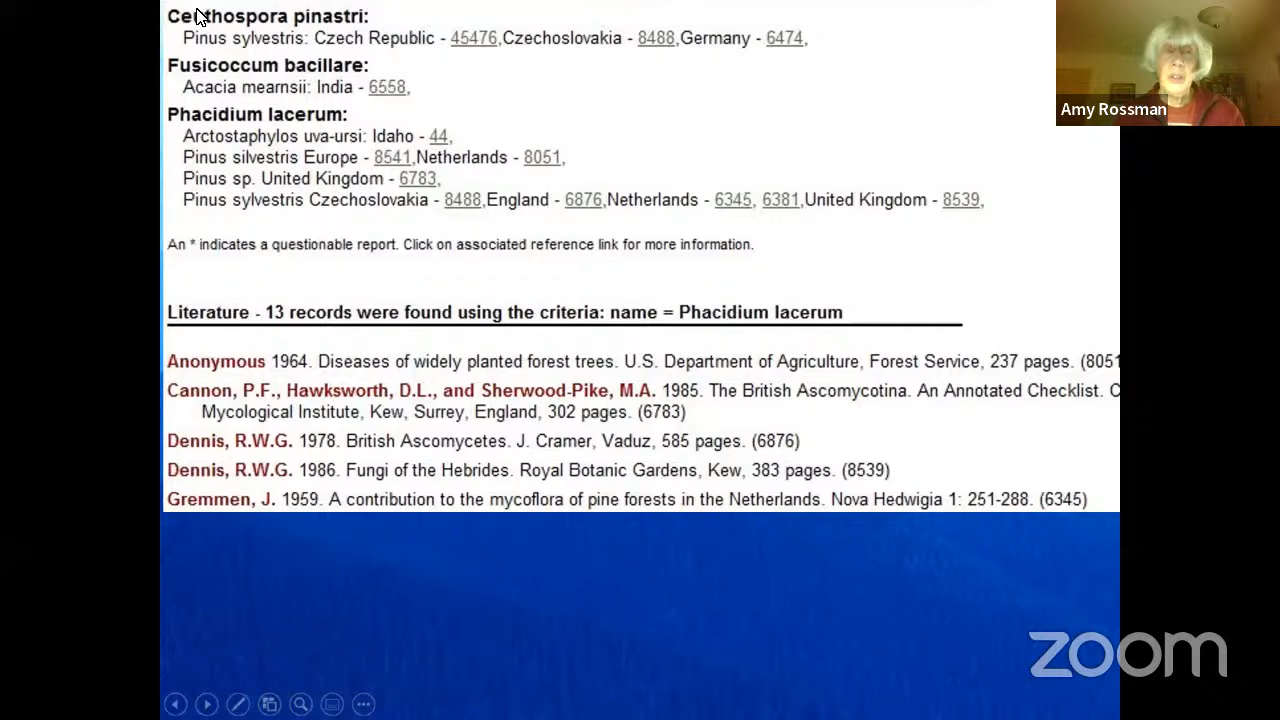 Ceuthospora pinastri:
Pinus sylvestris: Czech Republic - 45476,Czechoslovakia - 8488,Germany - 6474,
Fusicoccum bacillare:
Acacia mearnsii: India - 6558,
Phacidium lacerum:
Arctostaphylos uva-ursi: Idaho - 44,
Pinus silvestris Europe - 8541,Netherlands - 8051,
Pinus sp. United Kingdom - 6783,
Pinus sylvestris Czechoslovakia - 8488,England - 6876,Netherlands - 6345, 6381,United Kingdom - 8539,
An * indicates a questionable report. Click on associated reference link for more information.
Literature - 13 records were found using the criteria: name = Phacidium lacerum
Anonymous 1964. Diseases of widely planted forest trees. U.S. Department of Agriculture, Forest Service, 237 pages. (8051
Cannon, P.F., Hawksworth, D.L., and Sherwood-Pike, M.A. 1985. The British Ascomycotina. An Annotated Checklist. C
Mycological Institute, Kew, Surrey, England, 302 pages. (6783)
Dennis, R.W.G. 1978. British Ascomycetes. J. Cramer, Vaduz, 585 pages. (6876)
Dennis, R.W.G. 1986. Fungi of the Hebrides. Royal Botanic Gardens, Kew, 383 pages. (8539)
Gremmen, J. 1959. A contribution to the mycoflora of pine forests in the Netherlands. Nova Hedwigia 1: 251-288. (6345)
Amy Rossman
zoom